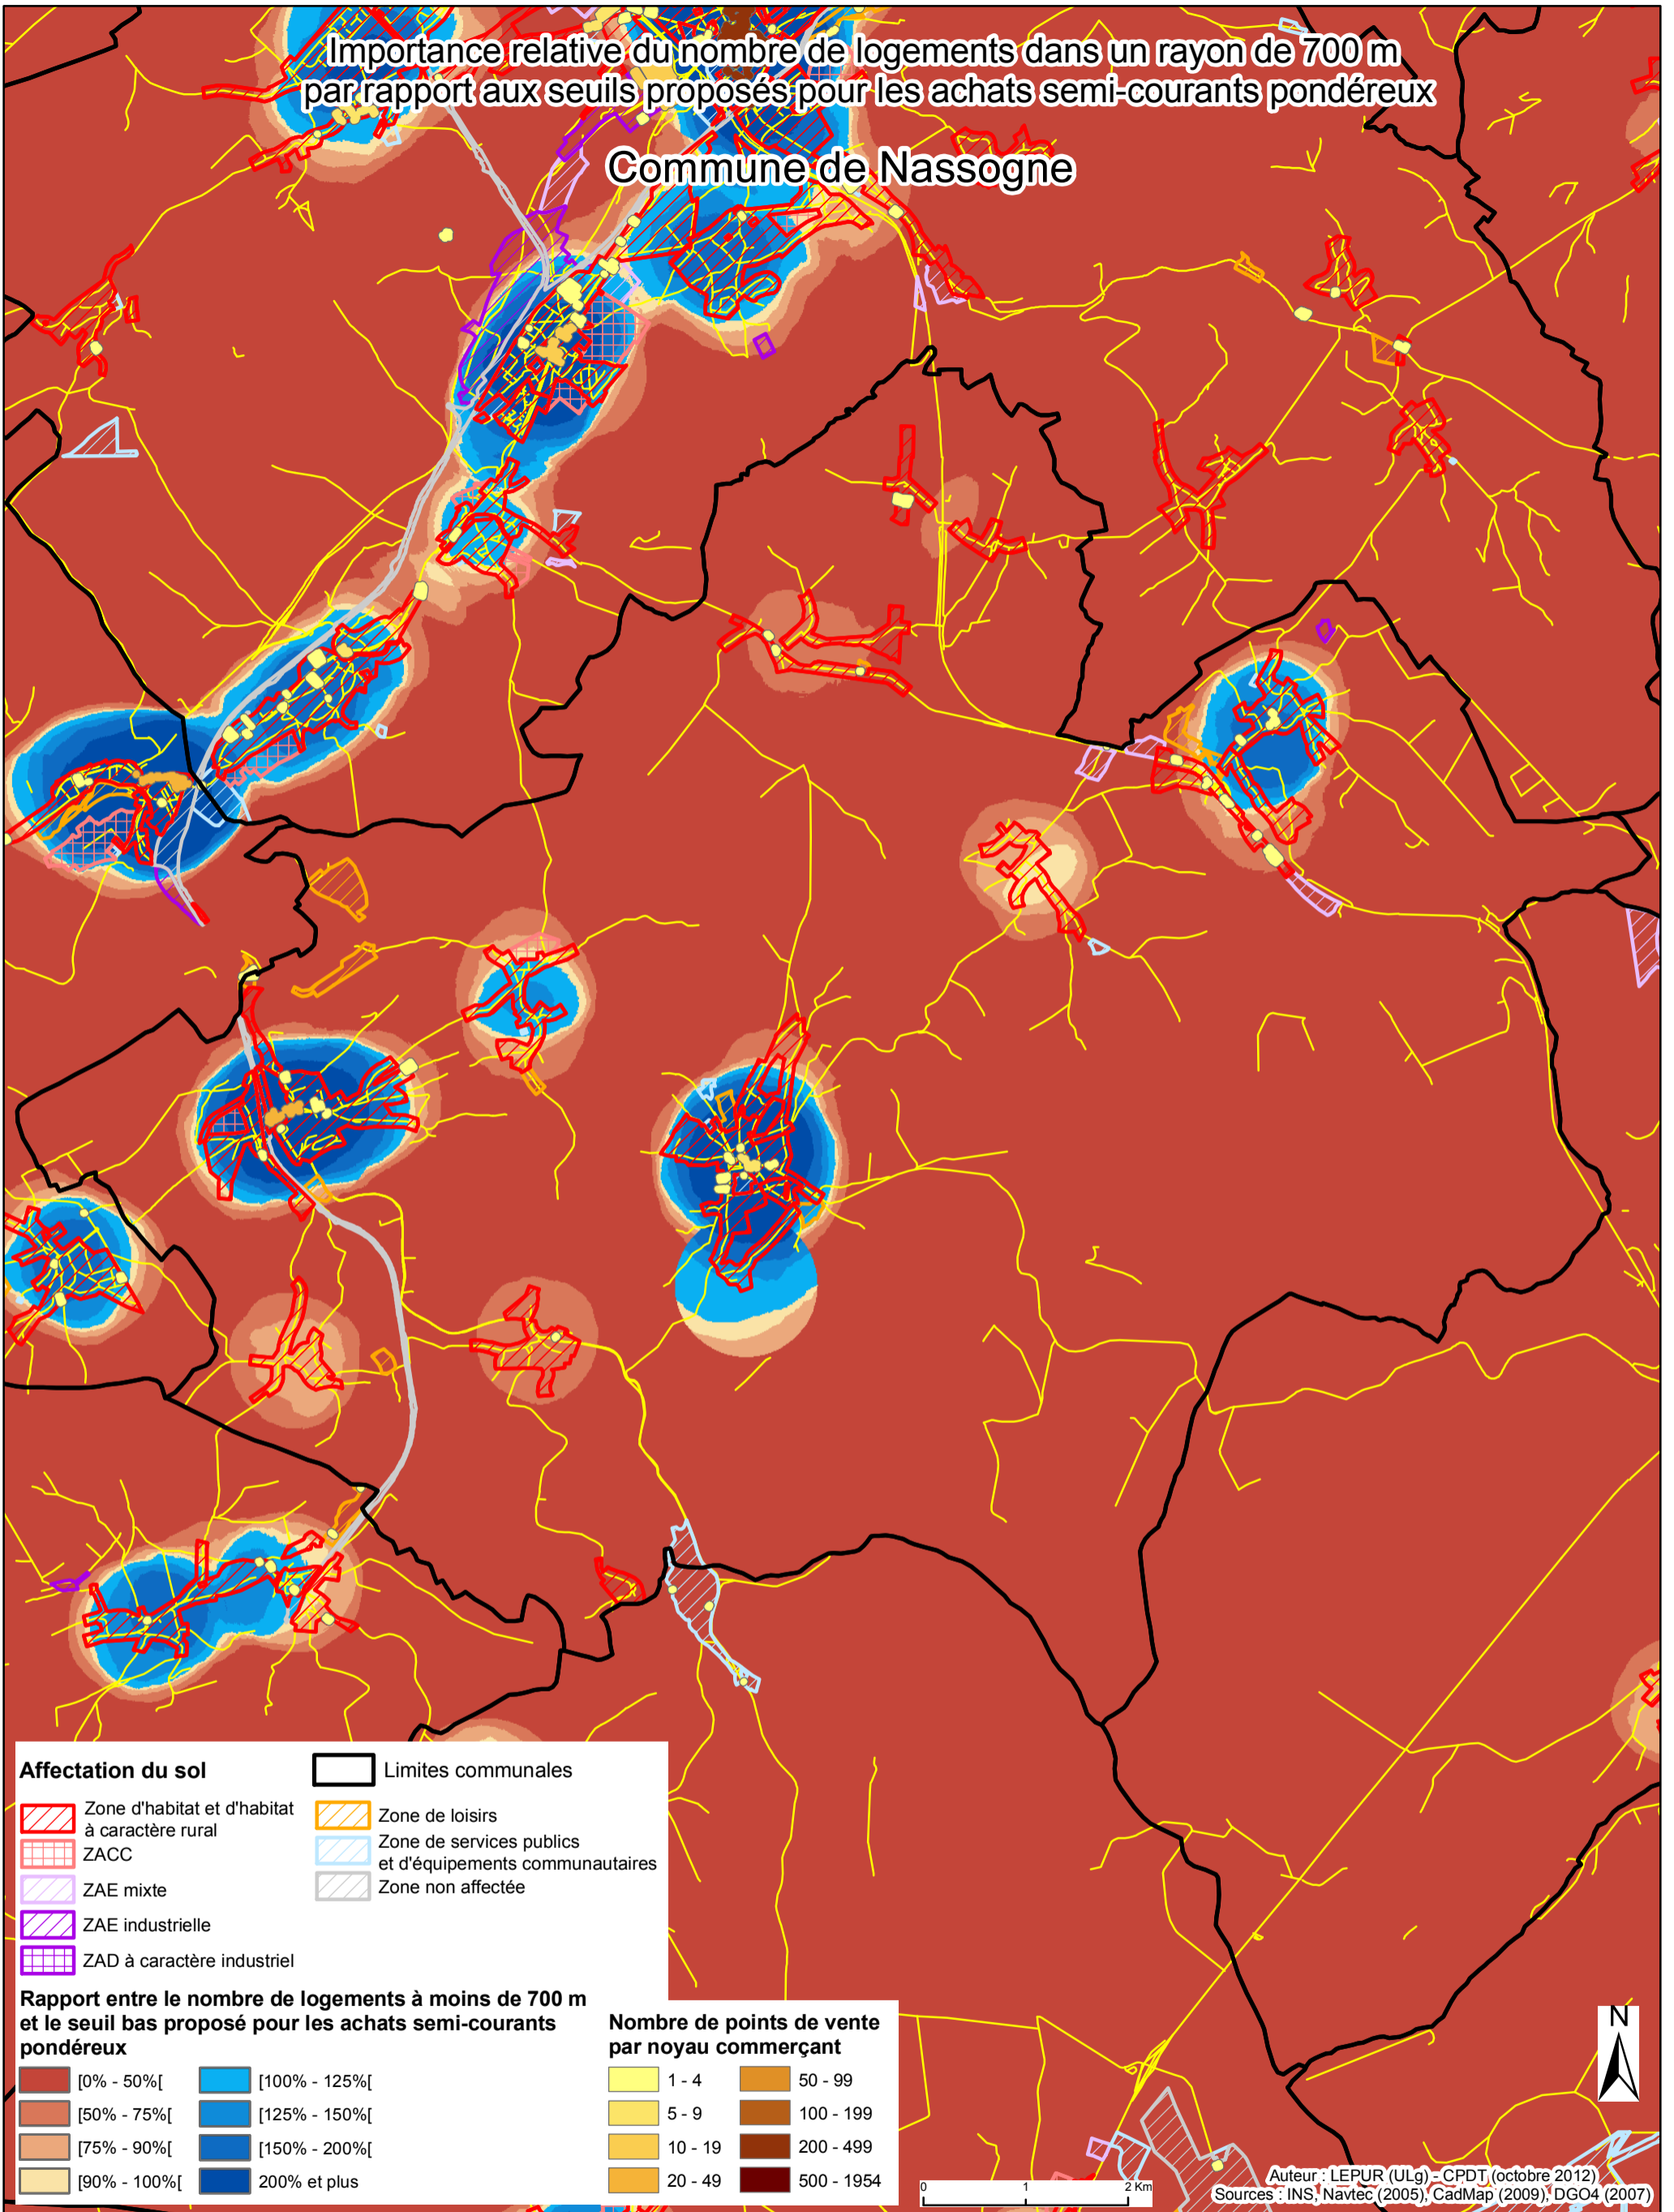 Importance relative du nombre de logements dans un rayon de 700 m
par rapport aux seuils proposés pour les achats semi-courants pondéreux
Commune de Nassogne
Affectation du sol
Zone d'habitat et d'habitat
à caractère rural
ZACC
ZAE mixte
ZAE industrielle
ZAD à caractère industriel
Limites communales
Zone de loisirs
Zone de services publics
et d'équipements communautaires
Zone non affectée
Rapport entre le nombre de logements à moins de 700 m
et le seuil bas proposé pour les achats semi-courants
pondéreux
[0% - 50%[
[50% - 75%[
[75% - 90%[
[90% - 100%[
[100% - 125%[
[125% - 150%[
[150% - 200%[
200% et plus
Nombre de points de vente
par noyau commerçant
1 - 4
5 - 9
10 - 19
20 - 49
50 - 99
100 - 199
200 - 499
500 - 1954
N
0 1 2 Km
Auteur : LEPUR (ULg) - CPDT (octobre 2012)
Sources : INS, Navtec (2005), CadMap (2009), DGO4 (2007)